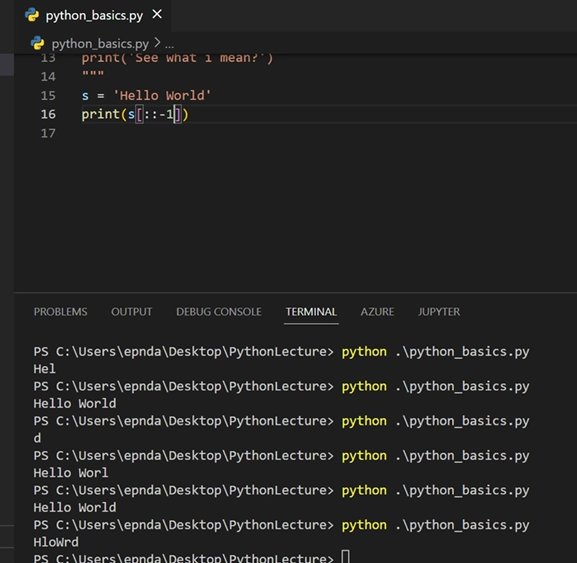 python_basics.py ×
python_basics.py > ...
13 print('See what i mean?')
14 """
15 s = 'Hello World'
16 print(s[::-1])
17
PROBLEMS OUTPUT DEBUG CONSOLE TERMINAL AZURE JUPYTER
PS C:\Users\epnda\Desktop\PythonLecture> python .\python_basics.py
Hel
PS C:\Users\epnda\Desktop\PythonLecture> python .\python_basics.py
Hello World
PS C:\Users\epnda\Desktop\PythonLecture> python .\python_basics.py
d
PS C:\Users\epnda\Desktop\PythonLecture> python .\python_basics.py
Hello Worl
PS C:\Users\epnda\Desktop\PythonLecture> python .\python_basics.py
Hello World
PS C:\Users\epnda\Desktop\PythonLecture> python .\python_basics.py
HloWrd
PS C:\Users\epnda\Desktop\PythonLecture>